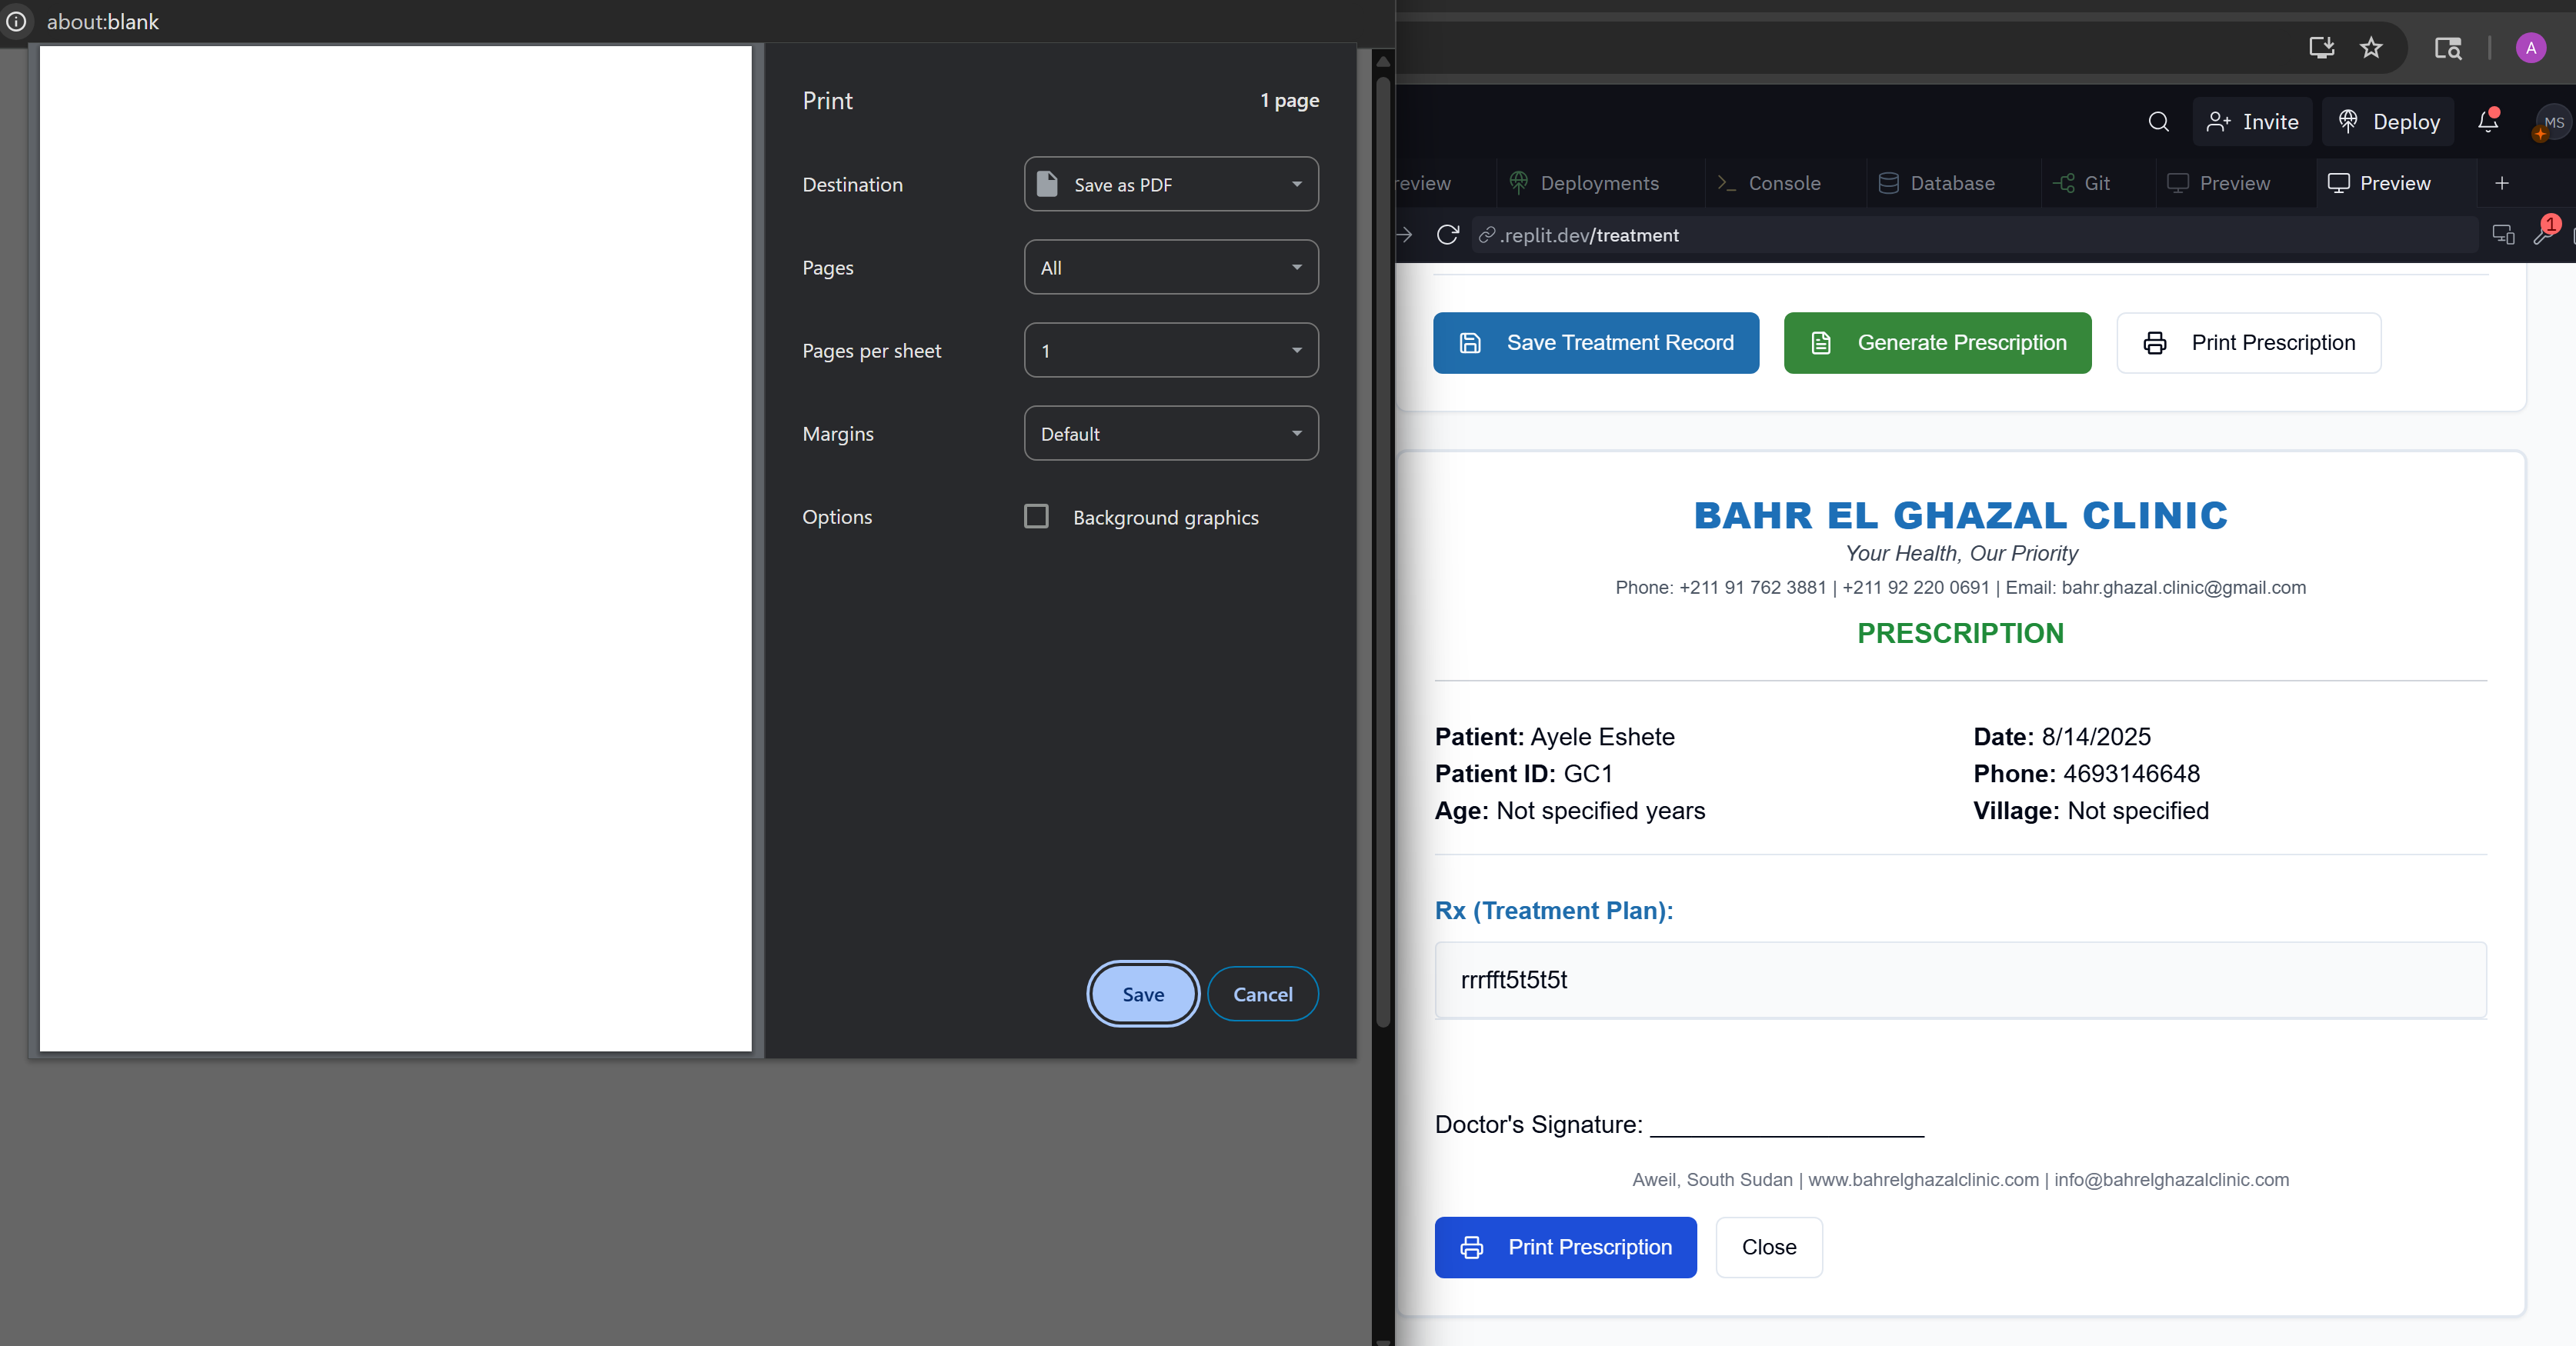 about:blank
Print
1 page
Destination
Save as PDF
Pages
All
Pages per sheet
1
Margins
Default
Options
Background graphics
Save
Cancel
A
Invite
Deploy
MS
review
Deployments
Console
Database
Git
Preview
Preview
.replit.dev/treatment
1
Save Treatment Record
Generate Prescription
Print Prescription
BAHR EL GHAZAL CLINIC
Your Health, Our Priority
Phone: +211 91 762 3881 | +211 92 220 0691 | Email: bahr.ghazal.clinic@gmail.com
PRESCRIPTION
Patient: Ayele Eshete
Date: 8/14/2025
Patient ID: GC1
Phone: 4693146648
Age: Not specified years
Village: Not specified
Rx (Treatment Plan):
rrrfft5t5t5t
Doctor's Signature: ____________________
Aweil, South Sudan | www.bahrelghazalclinic.com | info@bahrelghazalclinic.com
Print Prescription
Close